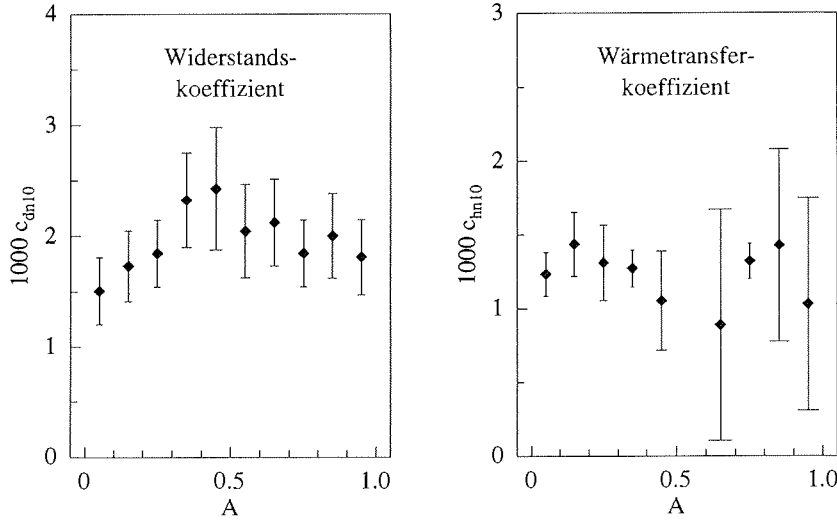 4
3
2
1
0
1000 c_dn10
Widerstands-
koeffizient
0 0.5 1.0
A
3
2
1
0
1000 c_hn10
Wärmetransfer-
koeffizient
0 0.5 1.0
A